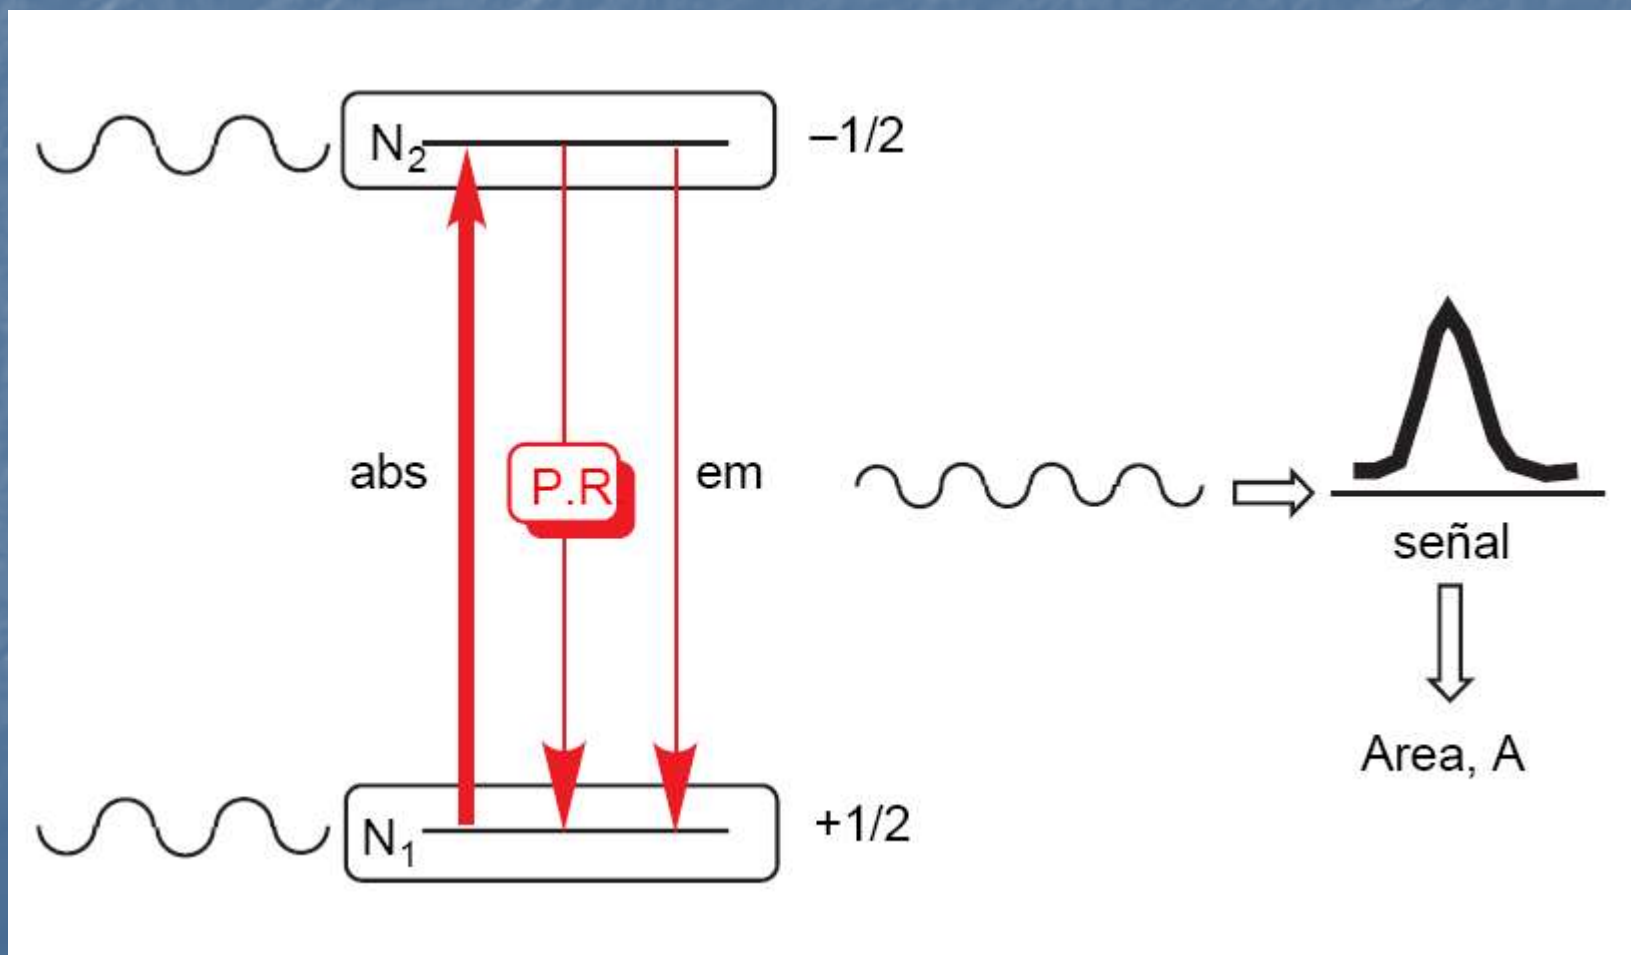 N₂
–1/2
abs
P.R
em
señal
Area, A
N₁
+1/2